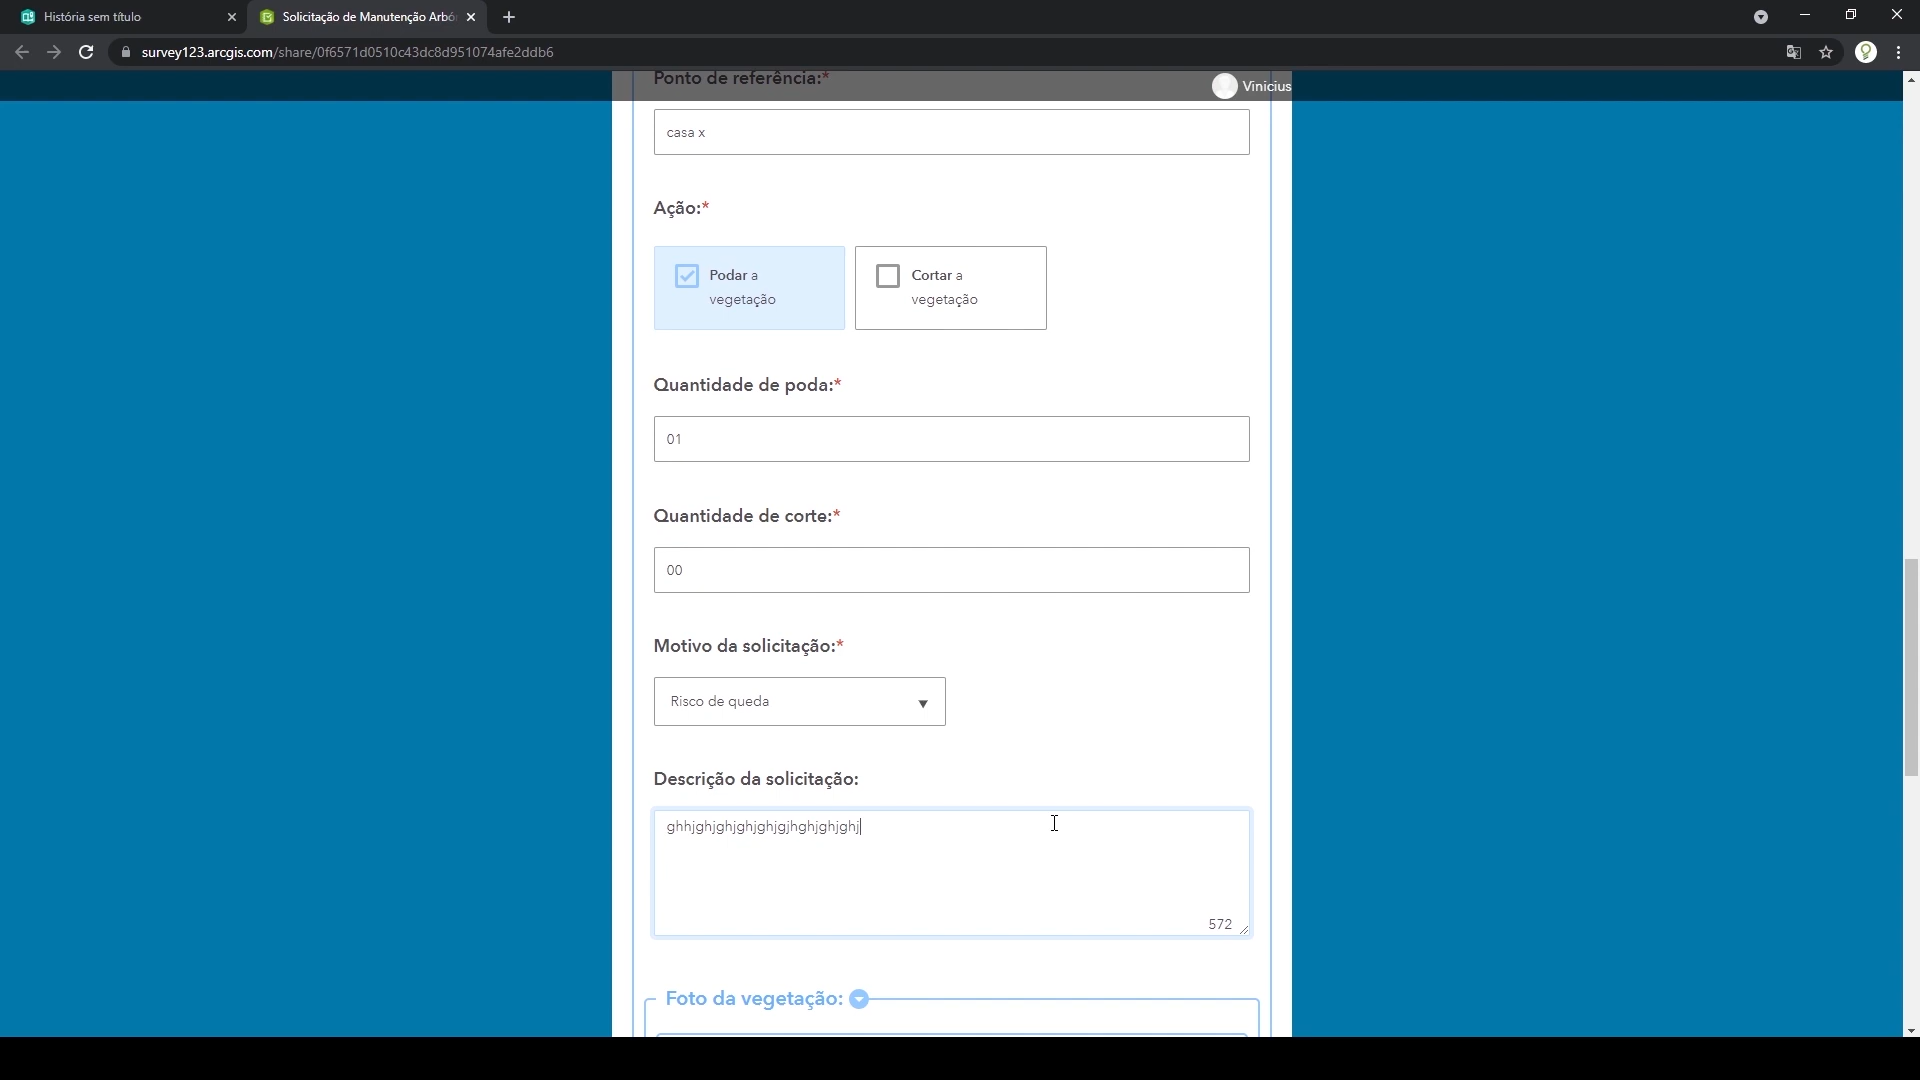 História sem título
Solicitação de Manutenção Arbór
survey123.arcgis.com/share/0f6571d0510c43dc8d951074afe2ddb6
Ponto de referência:*
Vinicius
casa x
Ação:*
Podar a
vegetação
Cortar a
vegetação
Quantidade de poda:*
01
Quantidade de corte:*
00
Motivo da solicitação:*
Risco de queda
Descrição da solicitação:
ghhjghjghjghjghjgjhghjghjghj
572
Foto da vegetação: